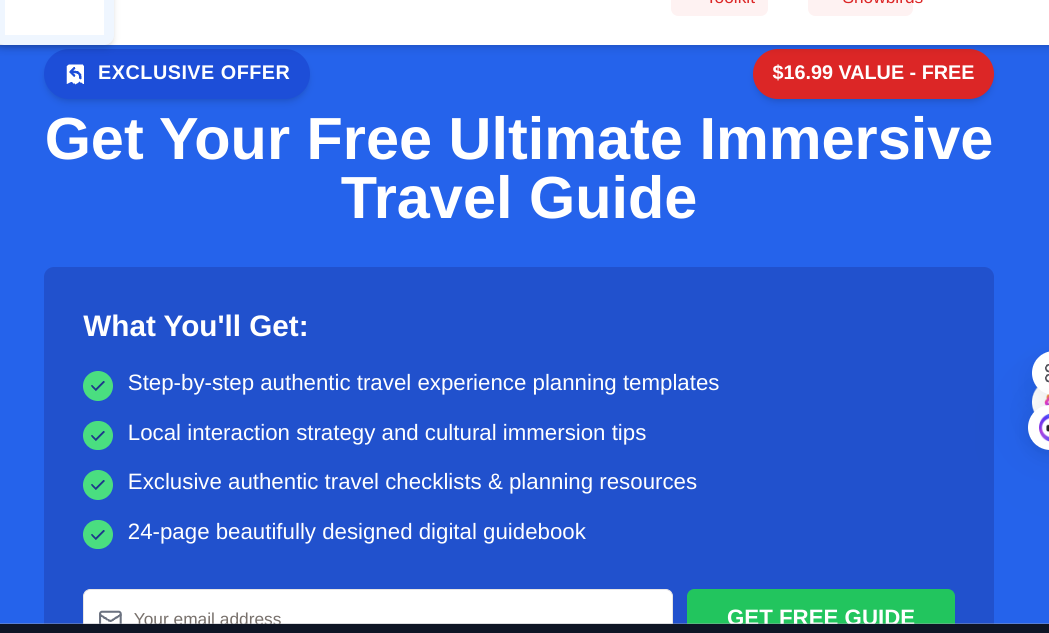 Toolkit
Snowbirds
EXCLUSIVE OFFER
$16.99 VALUE - FREE
Get Your Free Ultimate Immersive
Travel Guide
What You'll Get:
Step-by-step authentic travel experience planning templates
Local interaction strategy and cultural immersion tips
Exclusive authentic travel checklists & planning resources
24-page beautifully designed digital guidebook
Your email address
GET FREE GUIDE